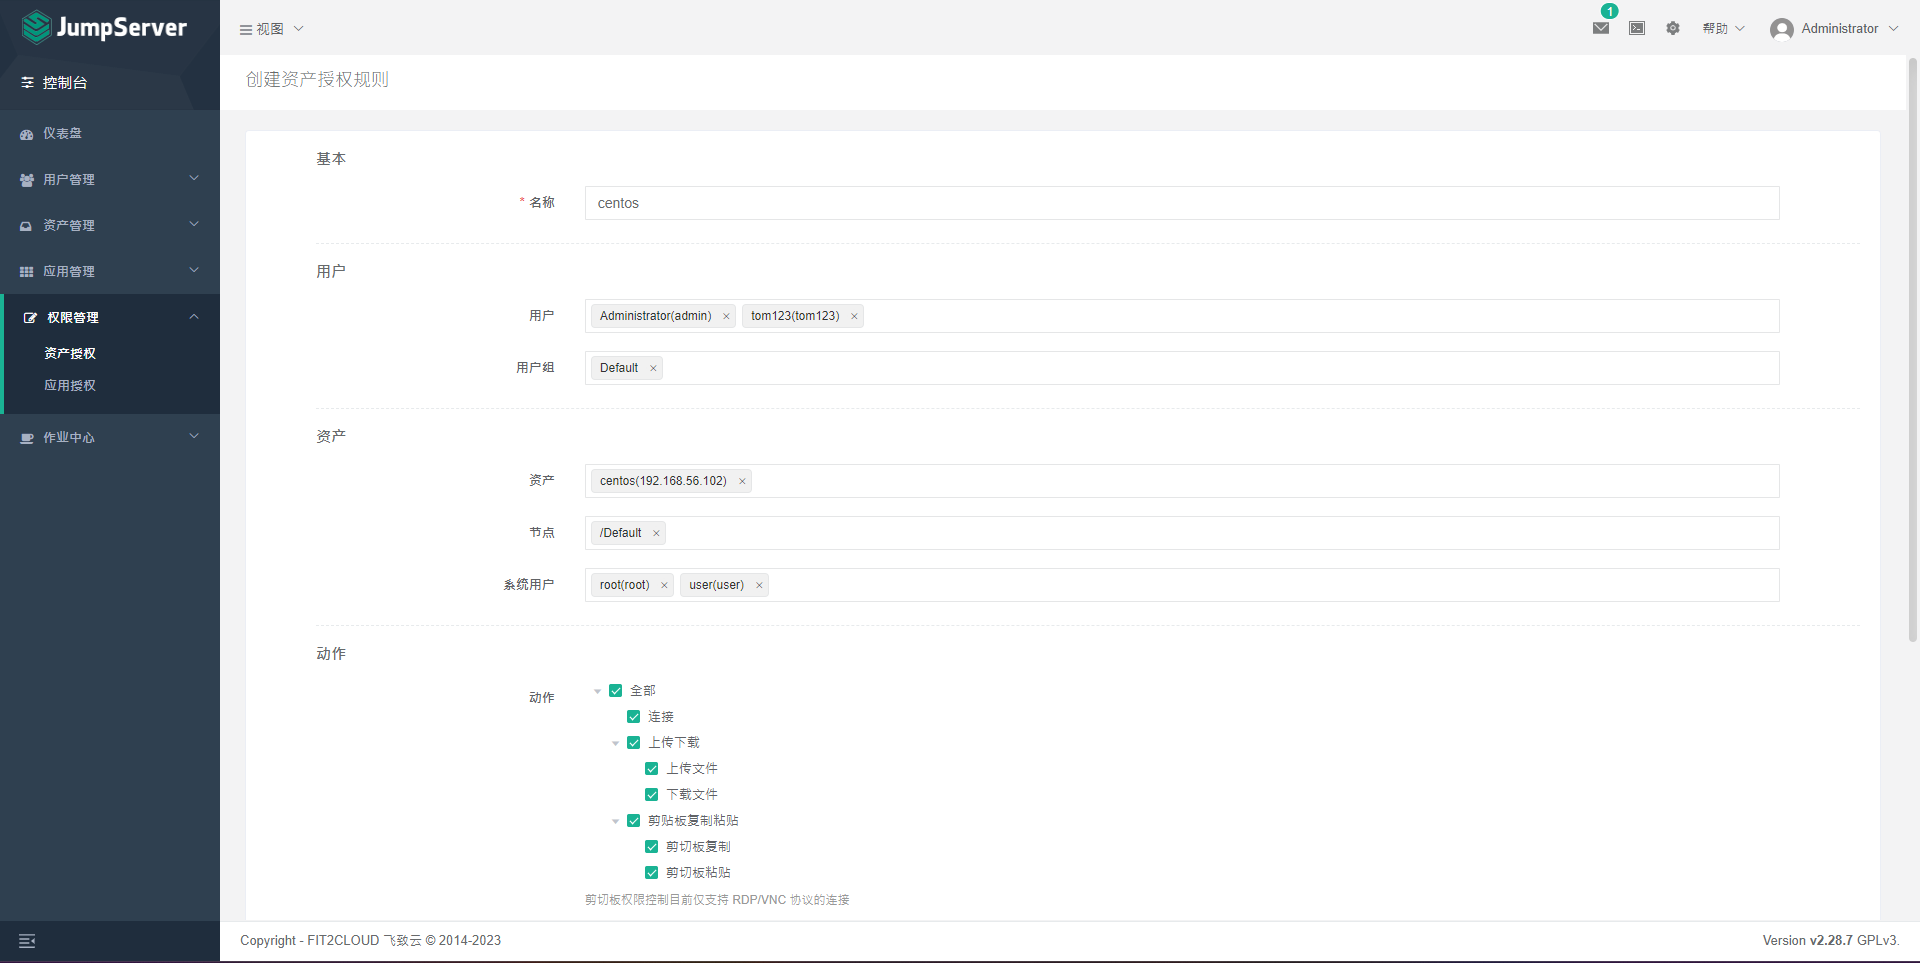 JumpServer
视图
1
帮助
Administrator
控制台
创建资产授权规则
仪表盘
用户管理
资产管理
应用管理
权限管理
资产授权
应用授权
作业中心
基本
* 名称
centos
用户
用户
Administrator(admin) × tom123(tom123) ×
用户组
Default ×
资产
资产
centos(192.168.56.102) ×
节点
/Default ×
系统用户
root(root) × user(user) ×
动作
动作
全部
连接
上传下载
上传文件
下载文件
剪贴板复制粘贴
剪切板复制
剪切板粘贴
剪切板权限控制目前仅支持 RDP/VNC 协议的连接
Copyright - FIT2CLOUD 飞致云 © 2014-2023
Version v2.28.7 GPLv3.